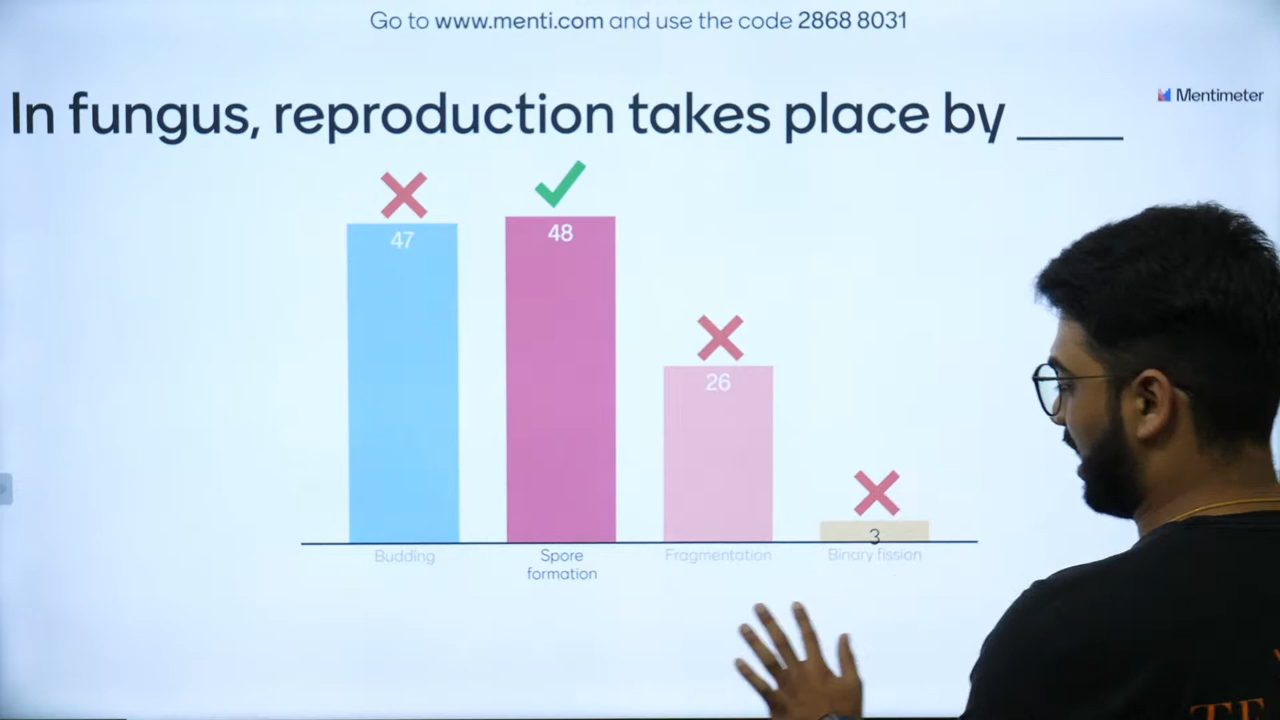 Go to www.menti.com and use the code 2868 8031
In fungus, reproduction takes place by ____
Mentimeter
47
48
26
3
Budding
Spore
formation
Fragmentation
Binary fission